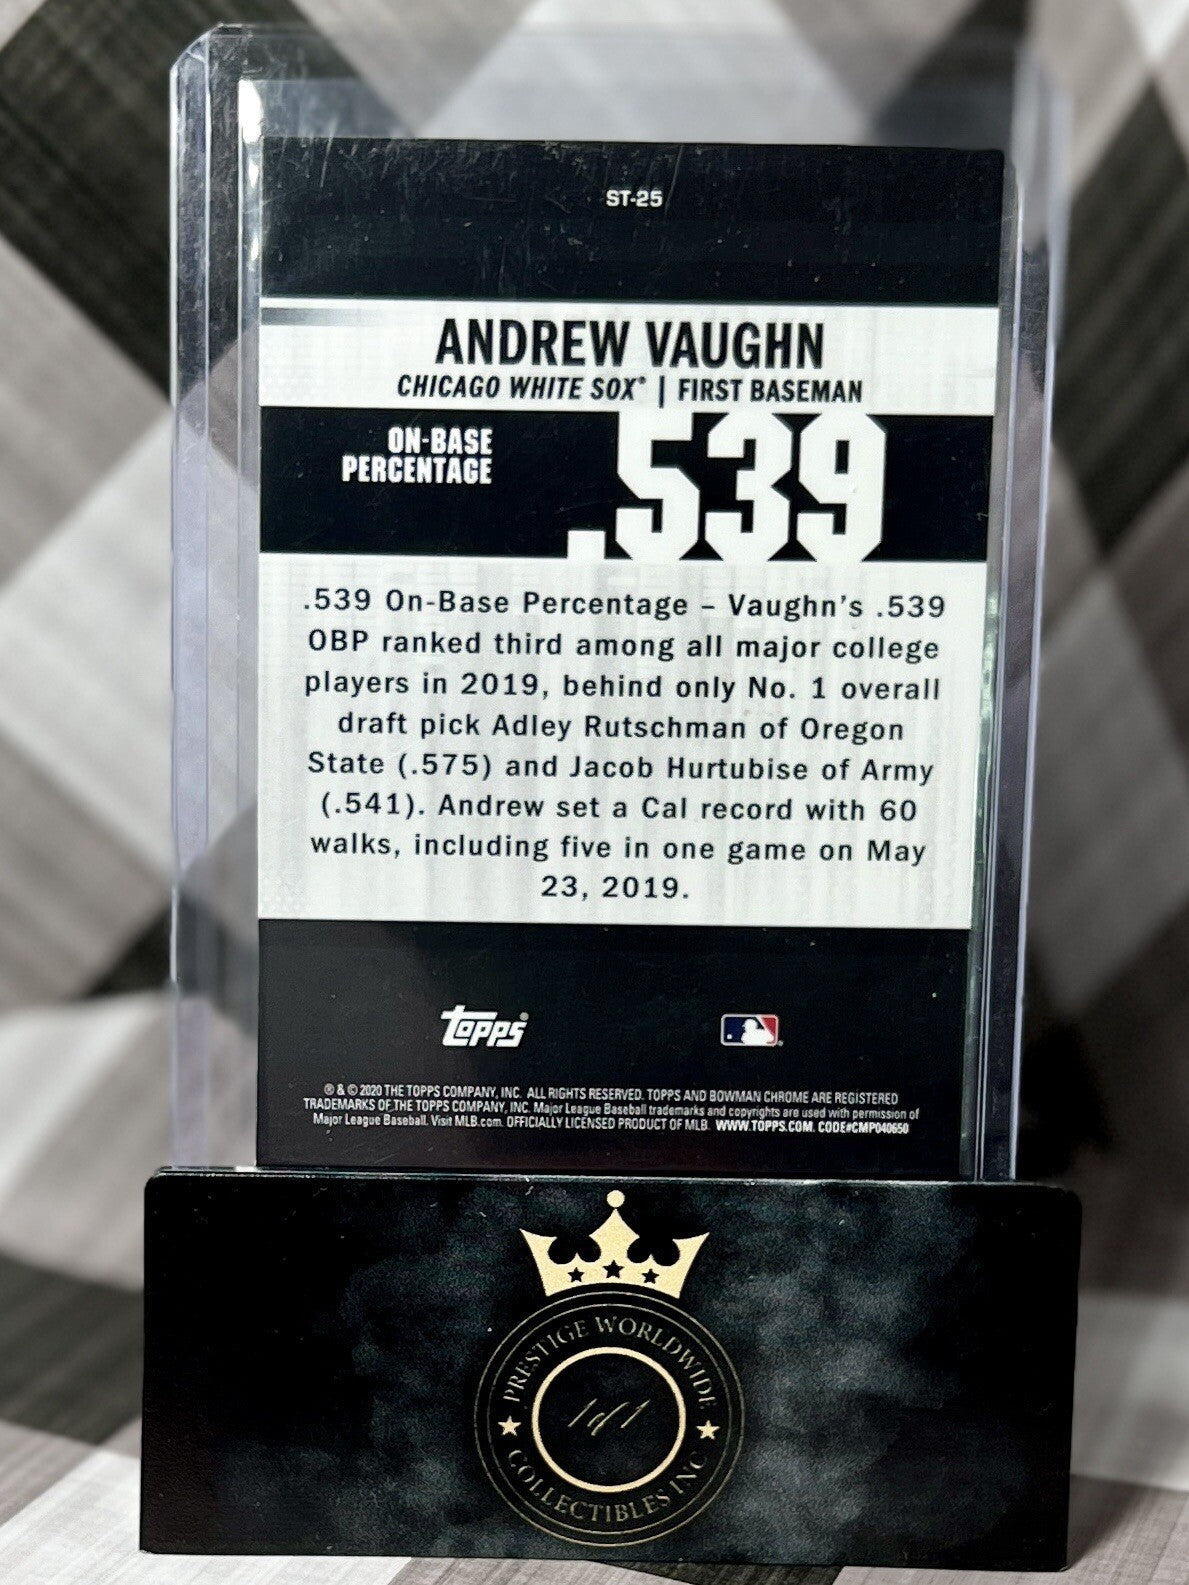 ST-25
ANDREW VAUGHN
CHICAGO WHITE SOX® | FIRST BASEMAN
ON-BASE
PERCENTAGE
.539
.539 On-Base Percentage – Vaughn's .539
OBP ranked third among all major college
players in 2019, behind only No. 1 overall
draft pick Adley Rutschman of Oregon
State (.575) and Jacob Hurtubise of Army
(.541). Andrew set a Cal record with 60
walks, including five in one game on May
23, 2019.
Topps®
® & © 2020 THE TOPPS COMPANY, INC. ALL RIGHTS RESERVED. TOPPS AND BOWMAN CHROME ARE REGISTERED
TRADEMARKS OF THE TOPPS COMPANY, INC. Major League Baseball trademarks and copyrights are used with permission of
Major League Baseball. Visit MLB.com. OFFICIALLY LICENSED PRODUCT OF MLB. WWW.TOPPS.COM. CODE#CMP040650
PRESTIGE WORLDWIDE
1 of 1
COLLECTIBLES INC